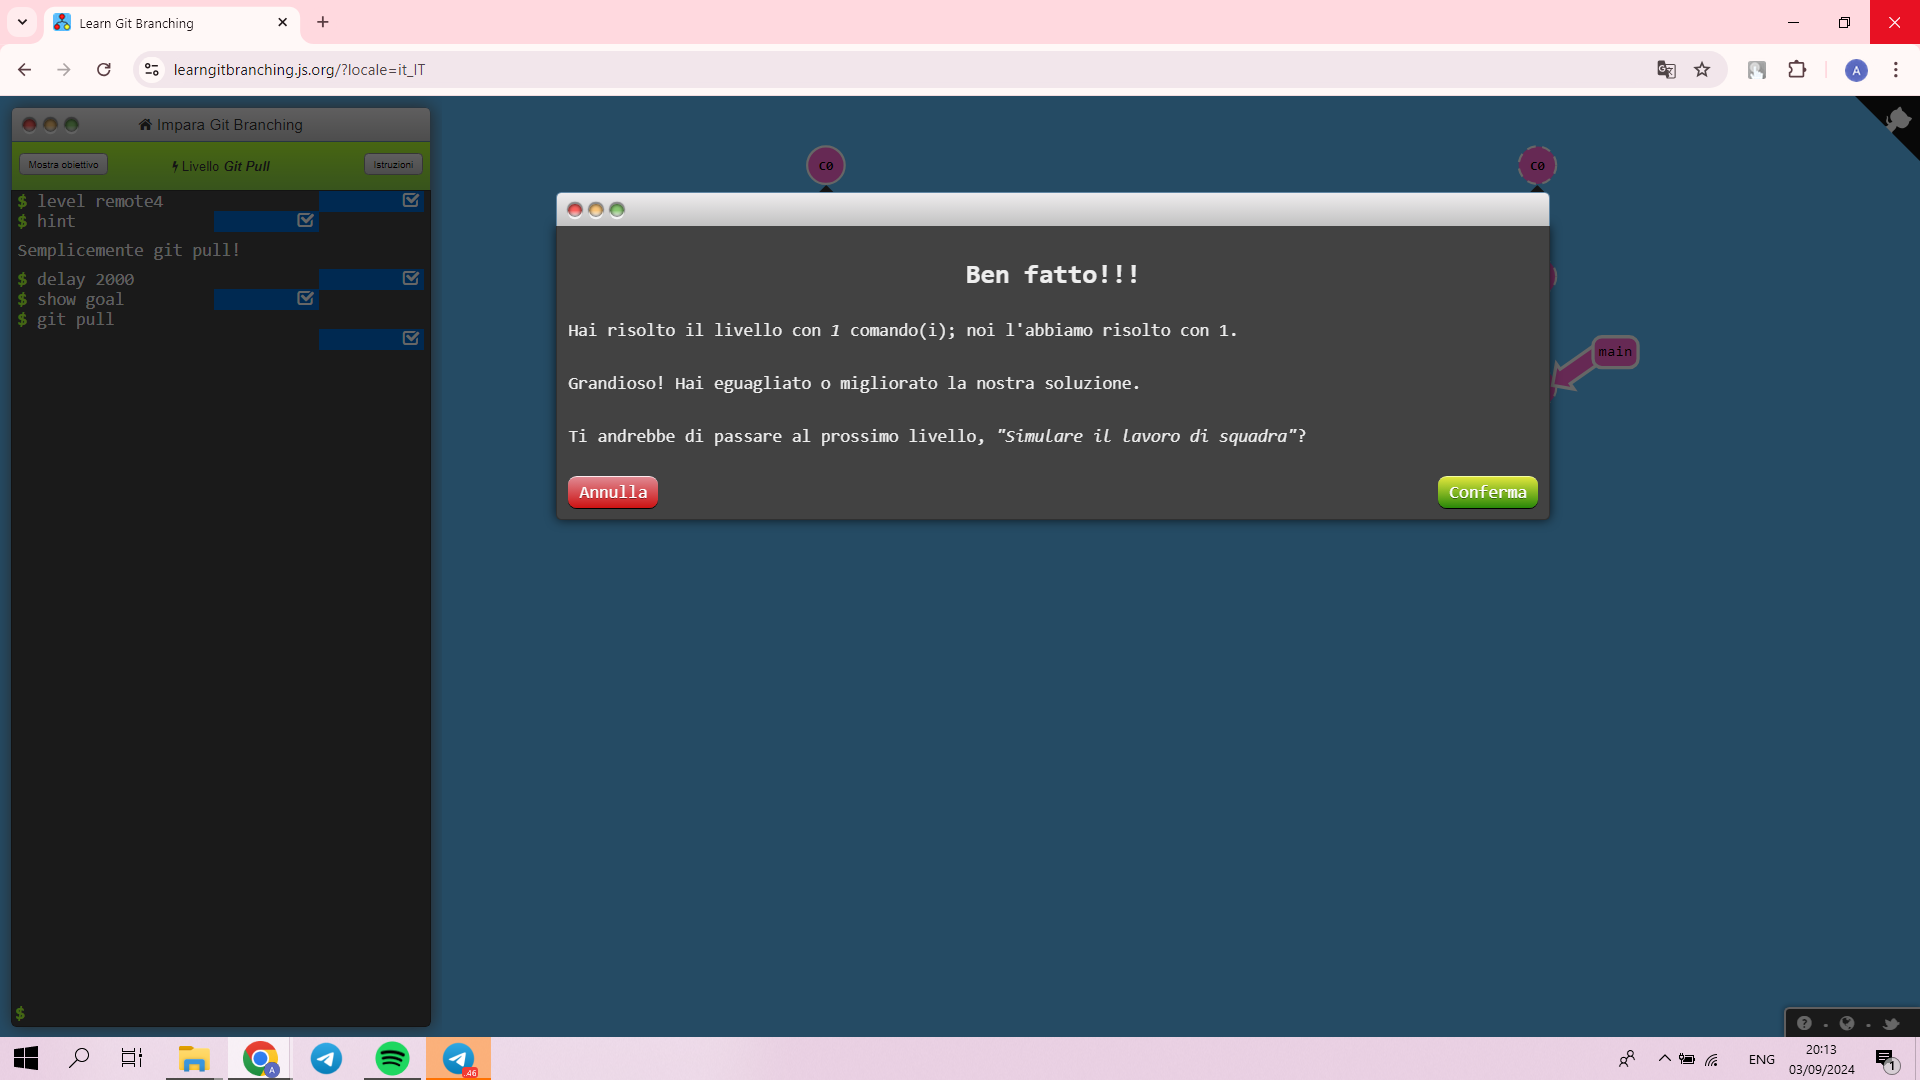 Learn Git Branching
learngitbranching.js.org/?locale=it_IT
A
Impara Git Branching
Mostra obiettivo
Livello Git Pull
Istruzioni
$ level remote4
$ hint
Semplicemente git pull!
$ delay 2000
$ show goal
$ git pull
$
C0
C0
main
Ben fatto!!!
Hai risolto il livello con 1 comando(i); noi l'abbiamo risolto con 1.
Grandioso! Hai eguagliato o migliorato la nostra soluzione.
Ti andrebbe di passare al prossimo livello, "Simulare il lavoro di squadra"?
Annulla
Conferma
A
.46
ENG
20:13
03/09/2024
1